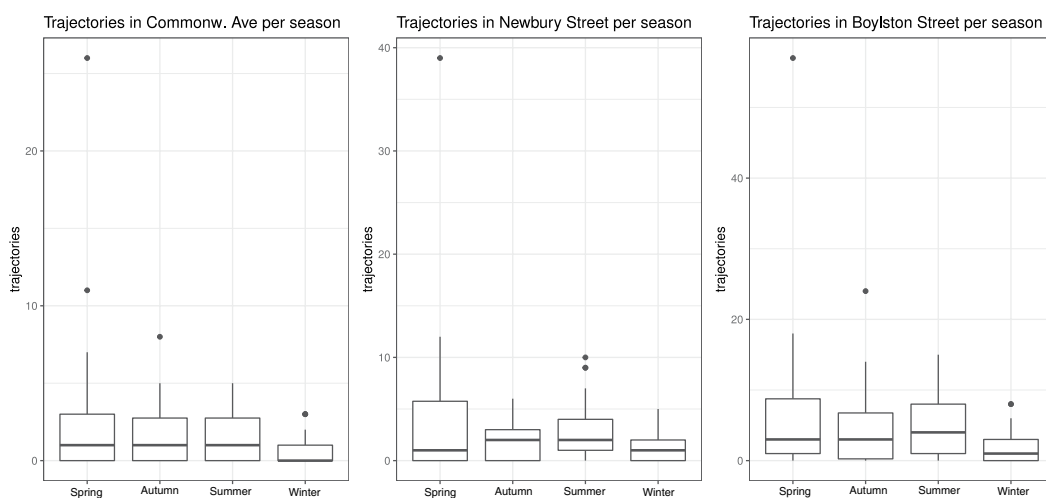 Trajectories in Commonw. Ave per season
trajectories
20
10
0
Spring
Autumn
Summer
Winter
Trajectories in Newbury Street per season
trajectories
40
30
20
10
0
Spring
Autumn
Summer
Winter
Trajectories in Boylston Street per season
trajectories
40
20
0
Spring
Autumn
Summer
Winter